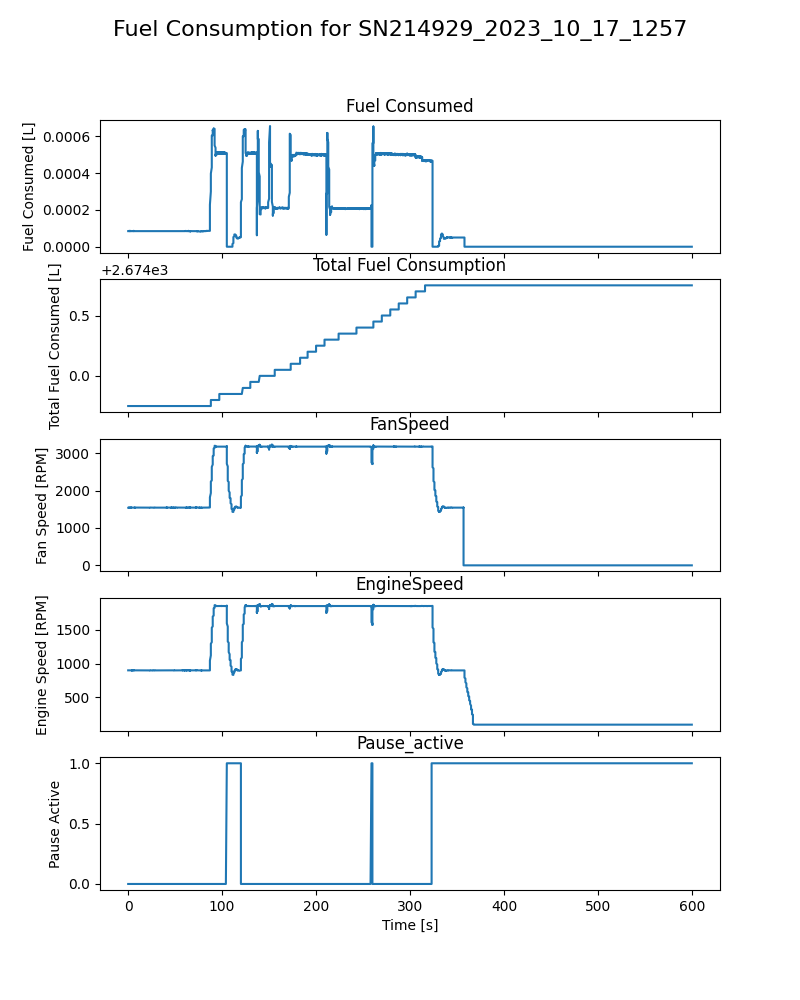 Fuel Consumption for SN214929_2023_10_17_1257
Fuel Consumed
Fuel Consumed [L]
0.0006
0.0004
0.0002
0.0000
Total Fuel Consumption
+2.674e3
Total Fuel Consumed [L]
0.5
0.0
FanSpeed
Fan Speed [RPM]
3000
2000
1000
0
EngineSpeed
Engine Speed [RPM]
1500
1000
500
Pause_active
Pause Active
1.0
0.5
0.0
0 100 200 300 400 500 600
Time [s]